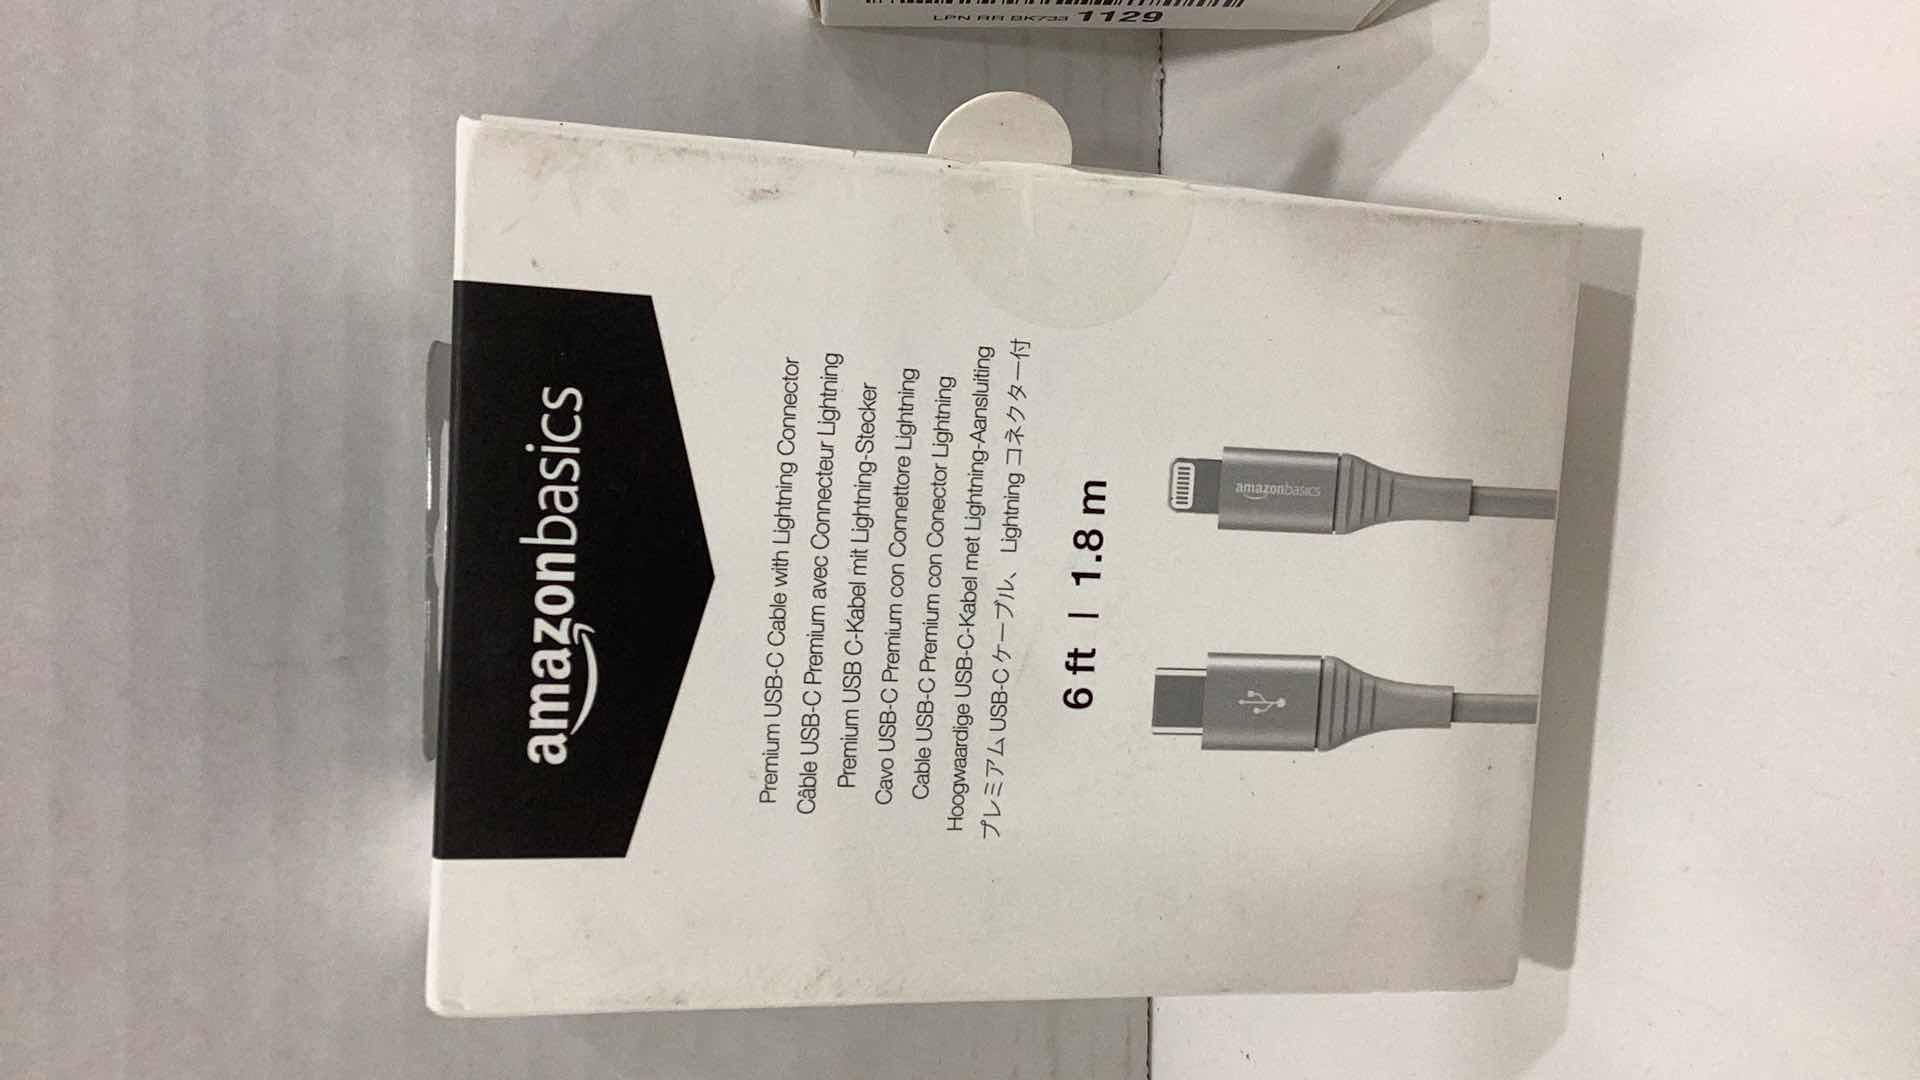 LPN RR BK733 1129
amazonbasics
Premium USB-C Cable with Lightning Connector
Câble USB-C Premium avec Connecteur Lightning
Premium USB C-Kabel mit Lightning-Stecker
Cavo USB-C Premium con Connettore Lightning
Cable USB-C Premium con Conector Lightning
Hoogwaardige USB-C-Kabel met Lightning-Aansluiting
プレミアムUSB-Cケーブル、Lightning コネクター付
6 ft | 1.8 m
amazonbasics